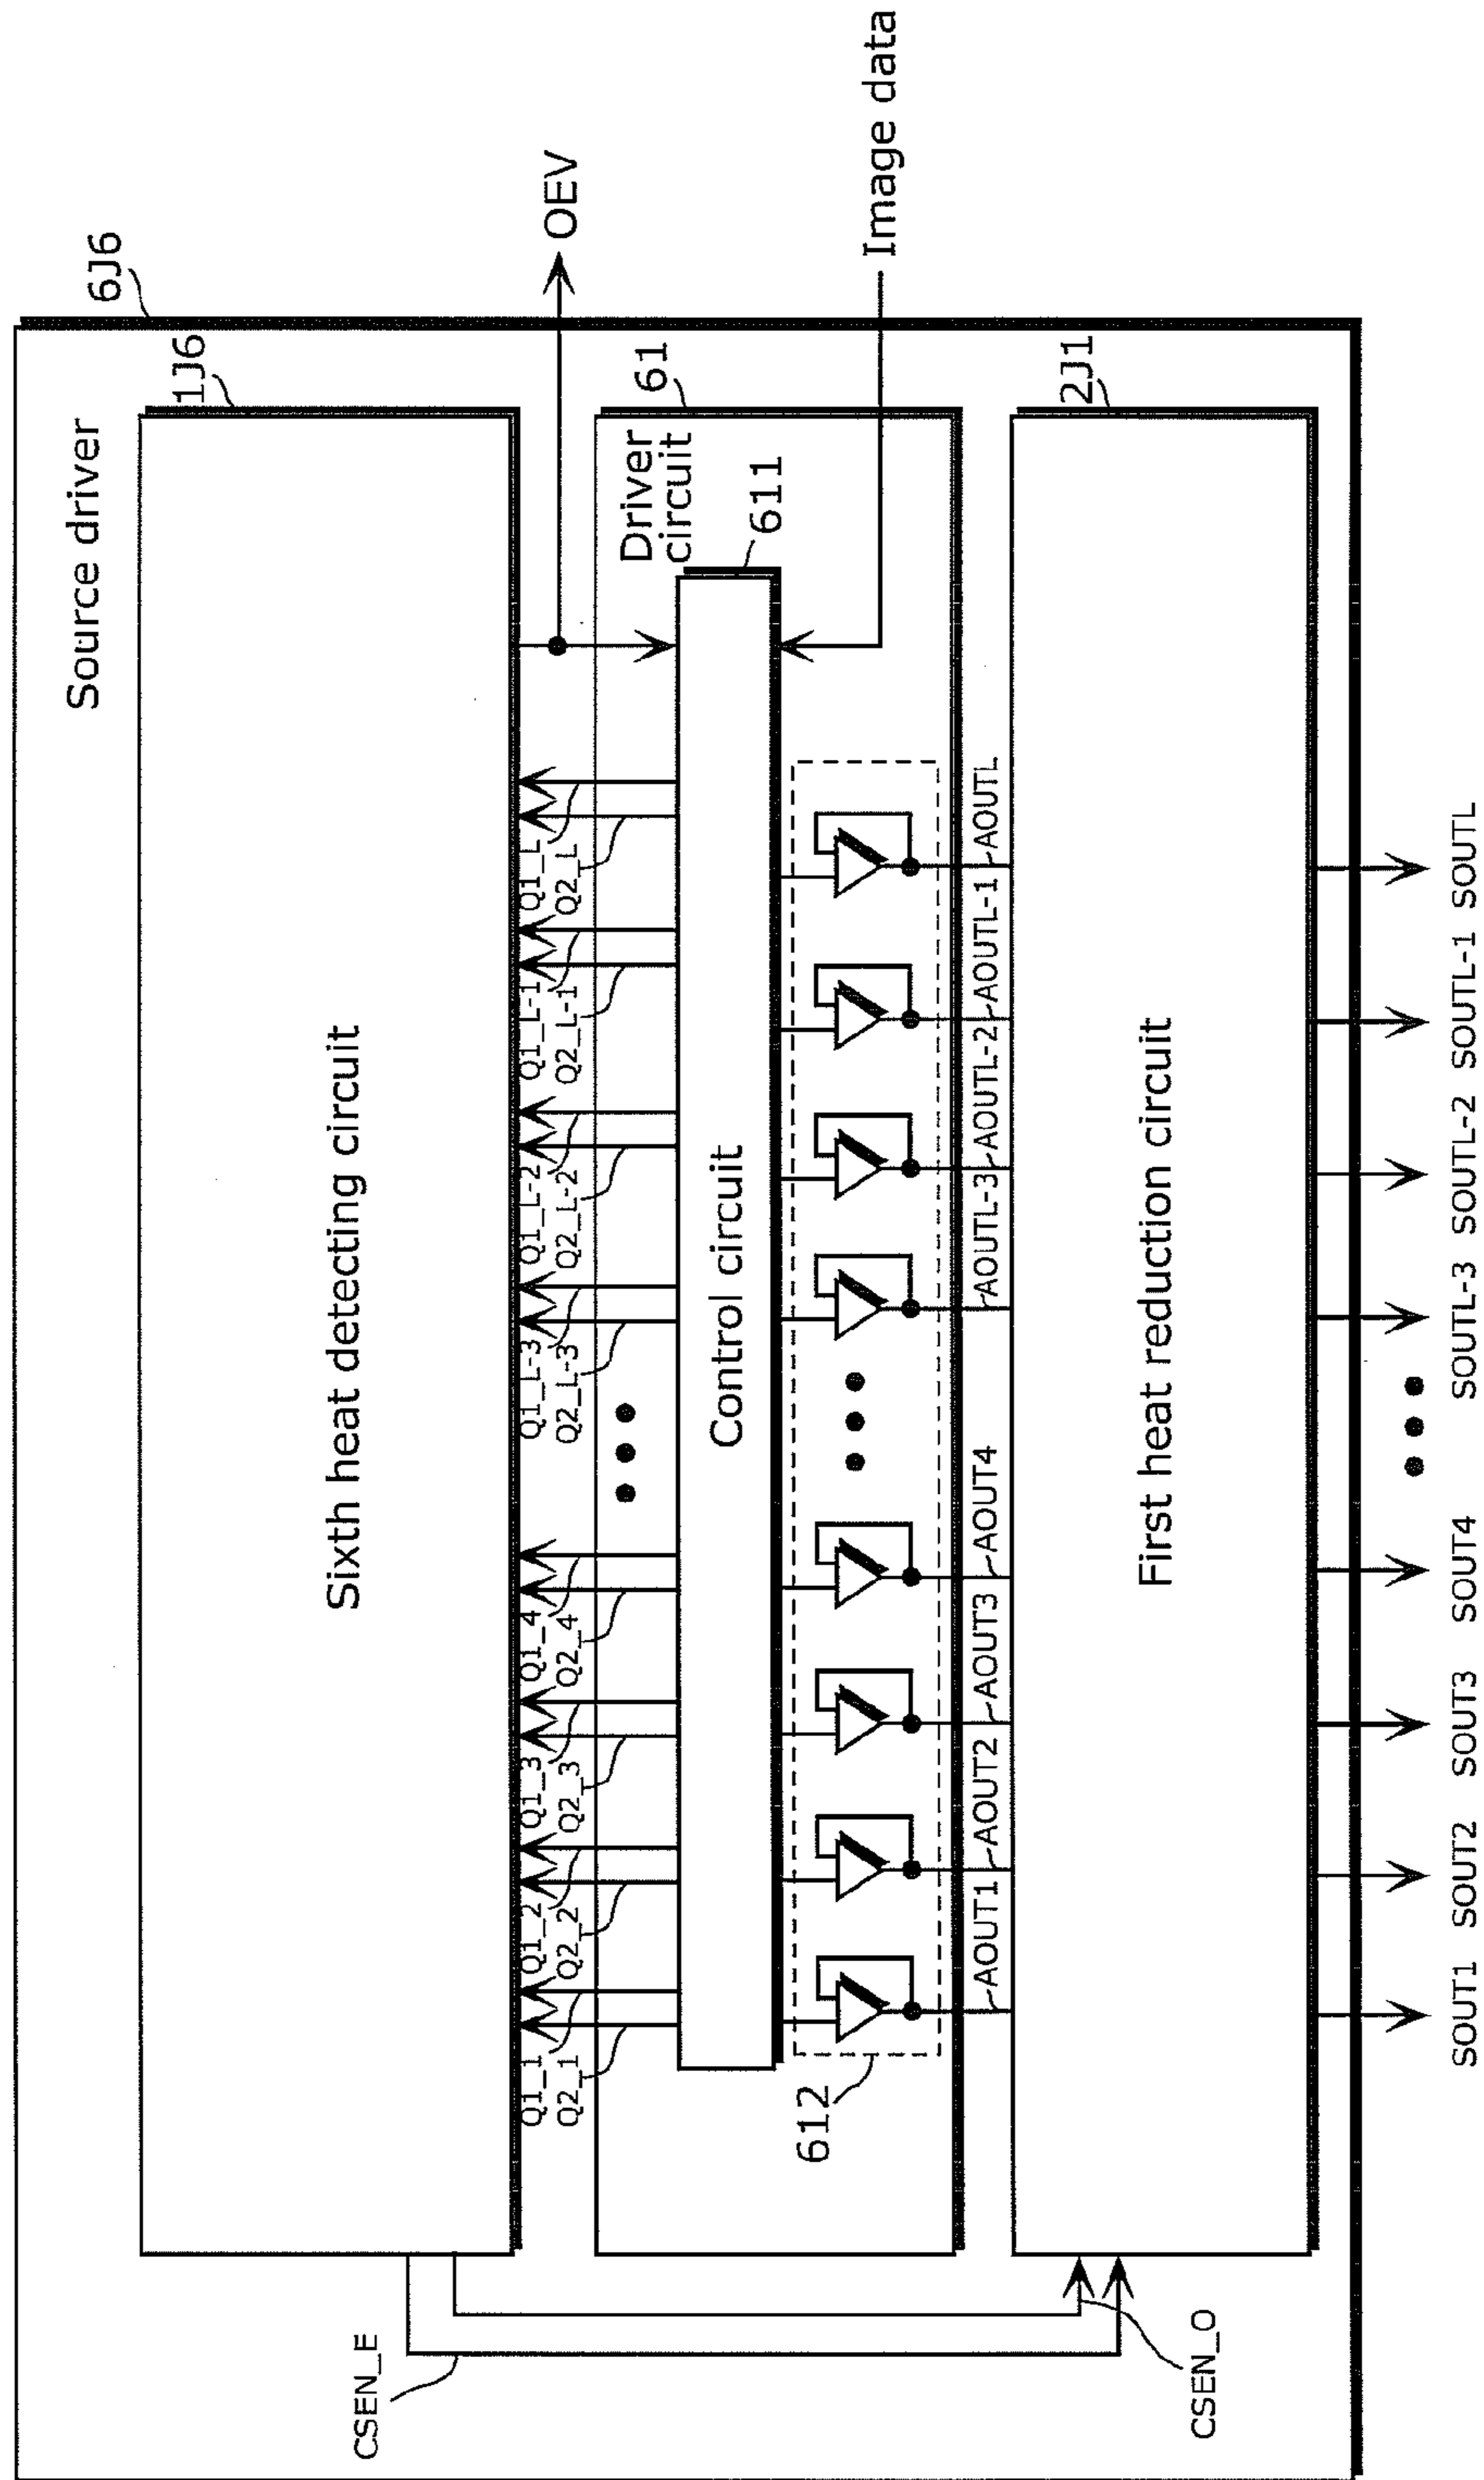 Source driver
6J6
1J6
Sixth heat detecting circuit
OEV
Q1_1
Q2_1
Q1_2
Q2_2
Q1_3
Q2_3
Q1_4
Q2_4
Q1_L-3
Q2_L-3
Q1_L-2
Q2_L-2
Q1_L-1
Q2_L-1
Q1_L
Q2_L
CSEN_E
Driver
circuit
61
611
Control circuit
612
Image data
AOUT1
AOUT2
AOUT3
AOUT4
AOUTL-3
AOUTL-2
AOUTL-1
AOUTL
2J1
First heat reduction circuit
CSEN_O
SOUT1
SOUT2
SOUT3
SOUT4
SOUTL-3
SOUTL-2
SOUTL-1
SOUTL